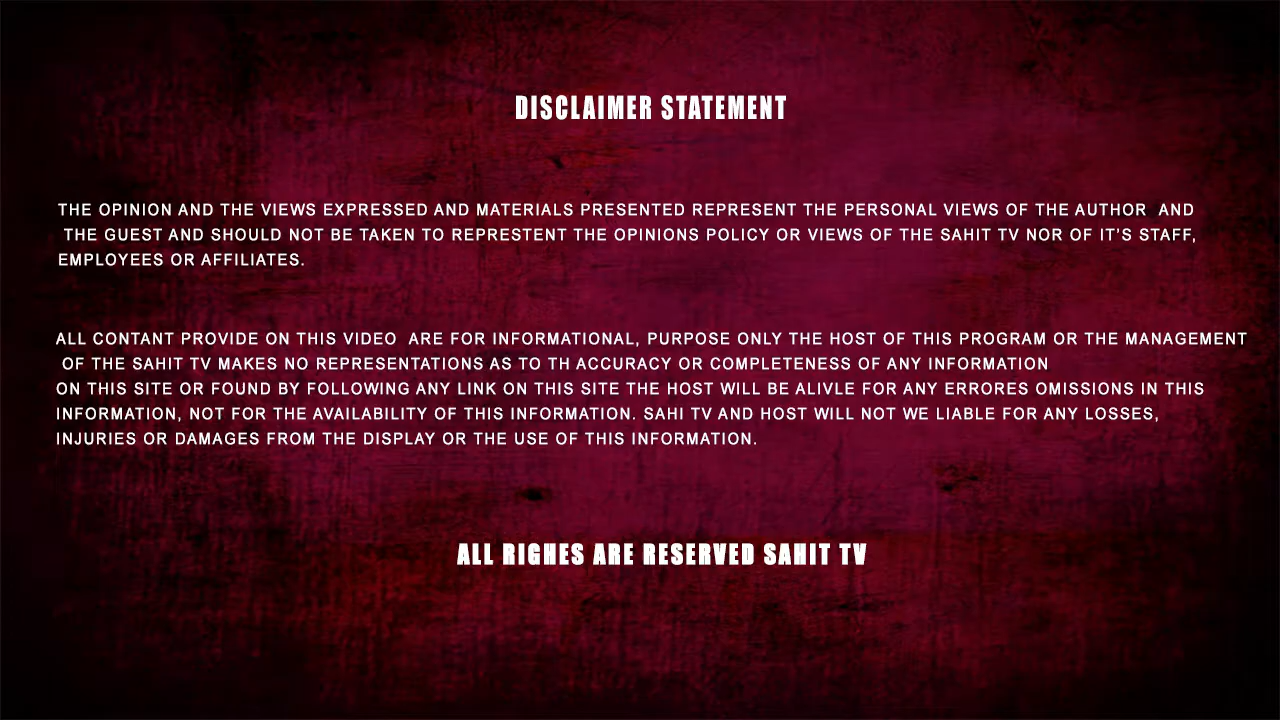 DISCLAIMER STATEMENT
THE OPINION AND THE VIEWS EXPRESSED AND MATERIALS PRESENTED REPRESENT THE PERSONAL VIEWS OF THE AUTHOR AND
THE GUEST AND SHOULD NOT BE TAKEN TO REPRESTENT THE OPINIONS POLICY OR VIEWS OF THE SAHIT TV NOR OF IT'S STAFF,
EMPLOYEES OR AFFILIATES.
ALL CONTANT PROVIDE ON THIS VIDEO ARE FOR INFORMATIONAL, PURPOSE ONLY THE HOST OF THIS PROGRAM OR THE MANAGEMENT
OF THE SAHIT TV MAKES NO REPRESENTATIONS AS TO TH ACCURACY OR COMPLETENESS OF ANY INFORMATION
ON THIS SITE OR FOUND BY FOLLOWING ANY LINK ON THIS SITE THE HOST WILL BE ALIVLE FOR ANY ERRORES OMISSIONS IN THIS
INFORMATION, NOT FOR THE AVAILABILITY OF THIS INFORMATION. SAHI TV AND HOST WILL NOT WE LIABLE FOR ANY LOSSES,
INJURIES OR DAMAGES FROM THE DISPLAY OR THE USE OF THIS INFORMATION.
ALL RIGHES ARE RESERVED SAHIT TV